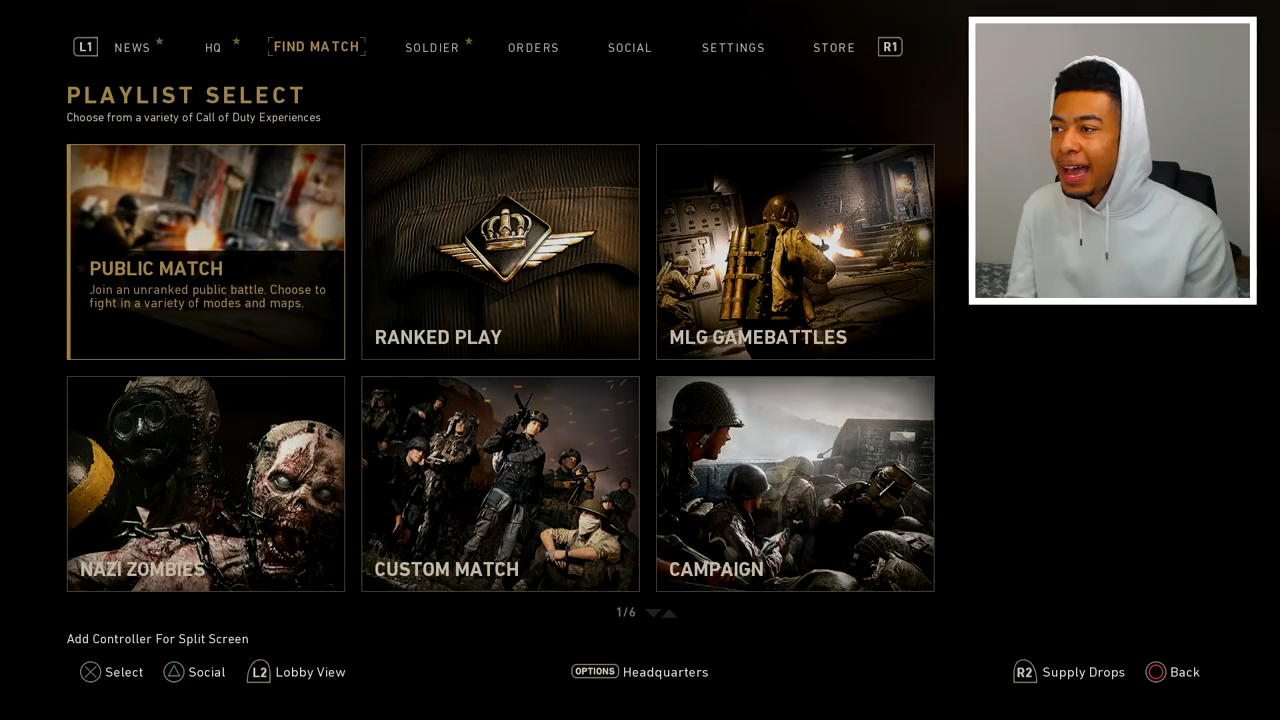 L1 NEWS HQ FIND MATCH SOLDIER ORDERS SOCIAL SETTINGS STORE R1
PLAYLIST SELECT
Choose from a variety of Call of Duty Experiences
PUBLIC MATCH
Join an unranked public battle. Choose to
fight in a variety of modes and maps.
RANKED PLAY
MLG GAMEBATTLES
NAZI ZOMBIES
CUSTOM MATCH
CAMPAIGN
1/6
Add Controller For Split Screen
Select Social L2 Lobby View OPTIONS Headquarters R2 Supply Drops Back